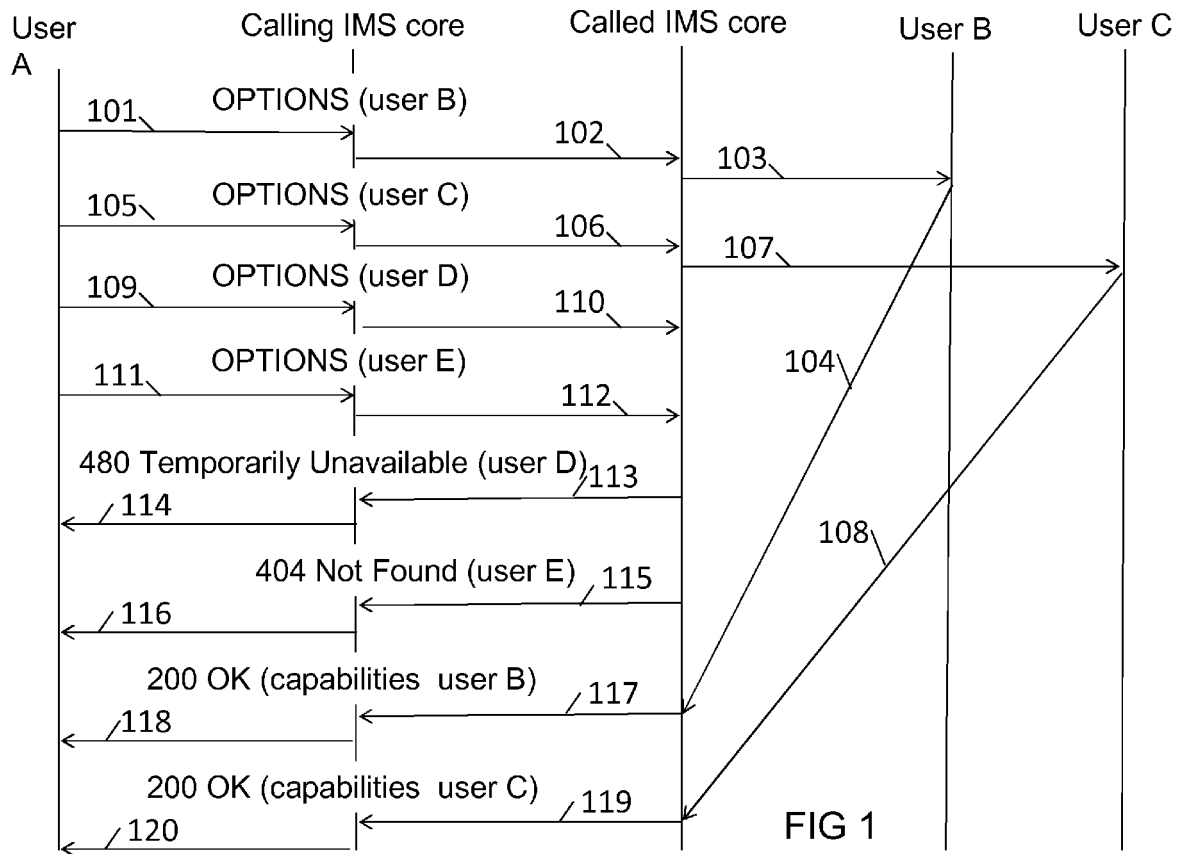 User A
Calling IMS core
Called IMS core
User B
User C
OPTIONS (user B)
101
102
103
OPTIONS (user C)
105
106
107
OPTIONS (user D)
109
110
OPTIONS (user E)
104
111
112
480 Temporarily Unavailable (user D)
113
114
108
404 Not Found (user E)
115
116
200 OK (capabilities user B)
117
118
200 OK (capabilities user C)
119
120
FIG 1